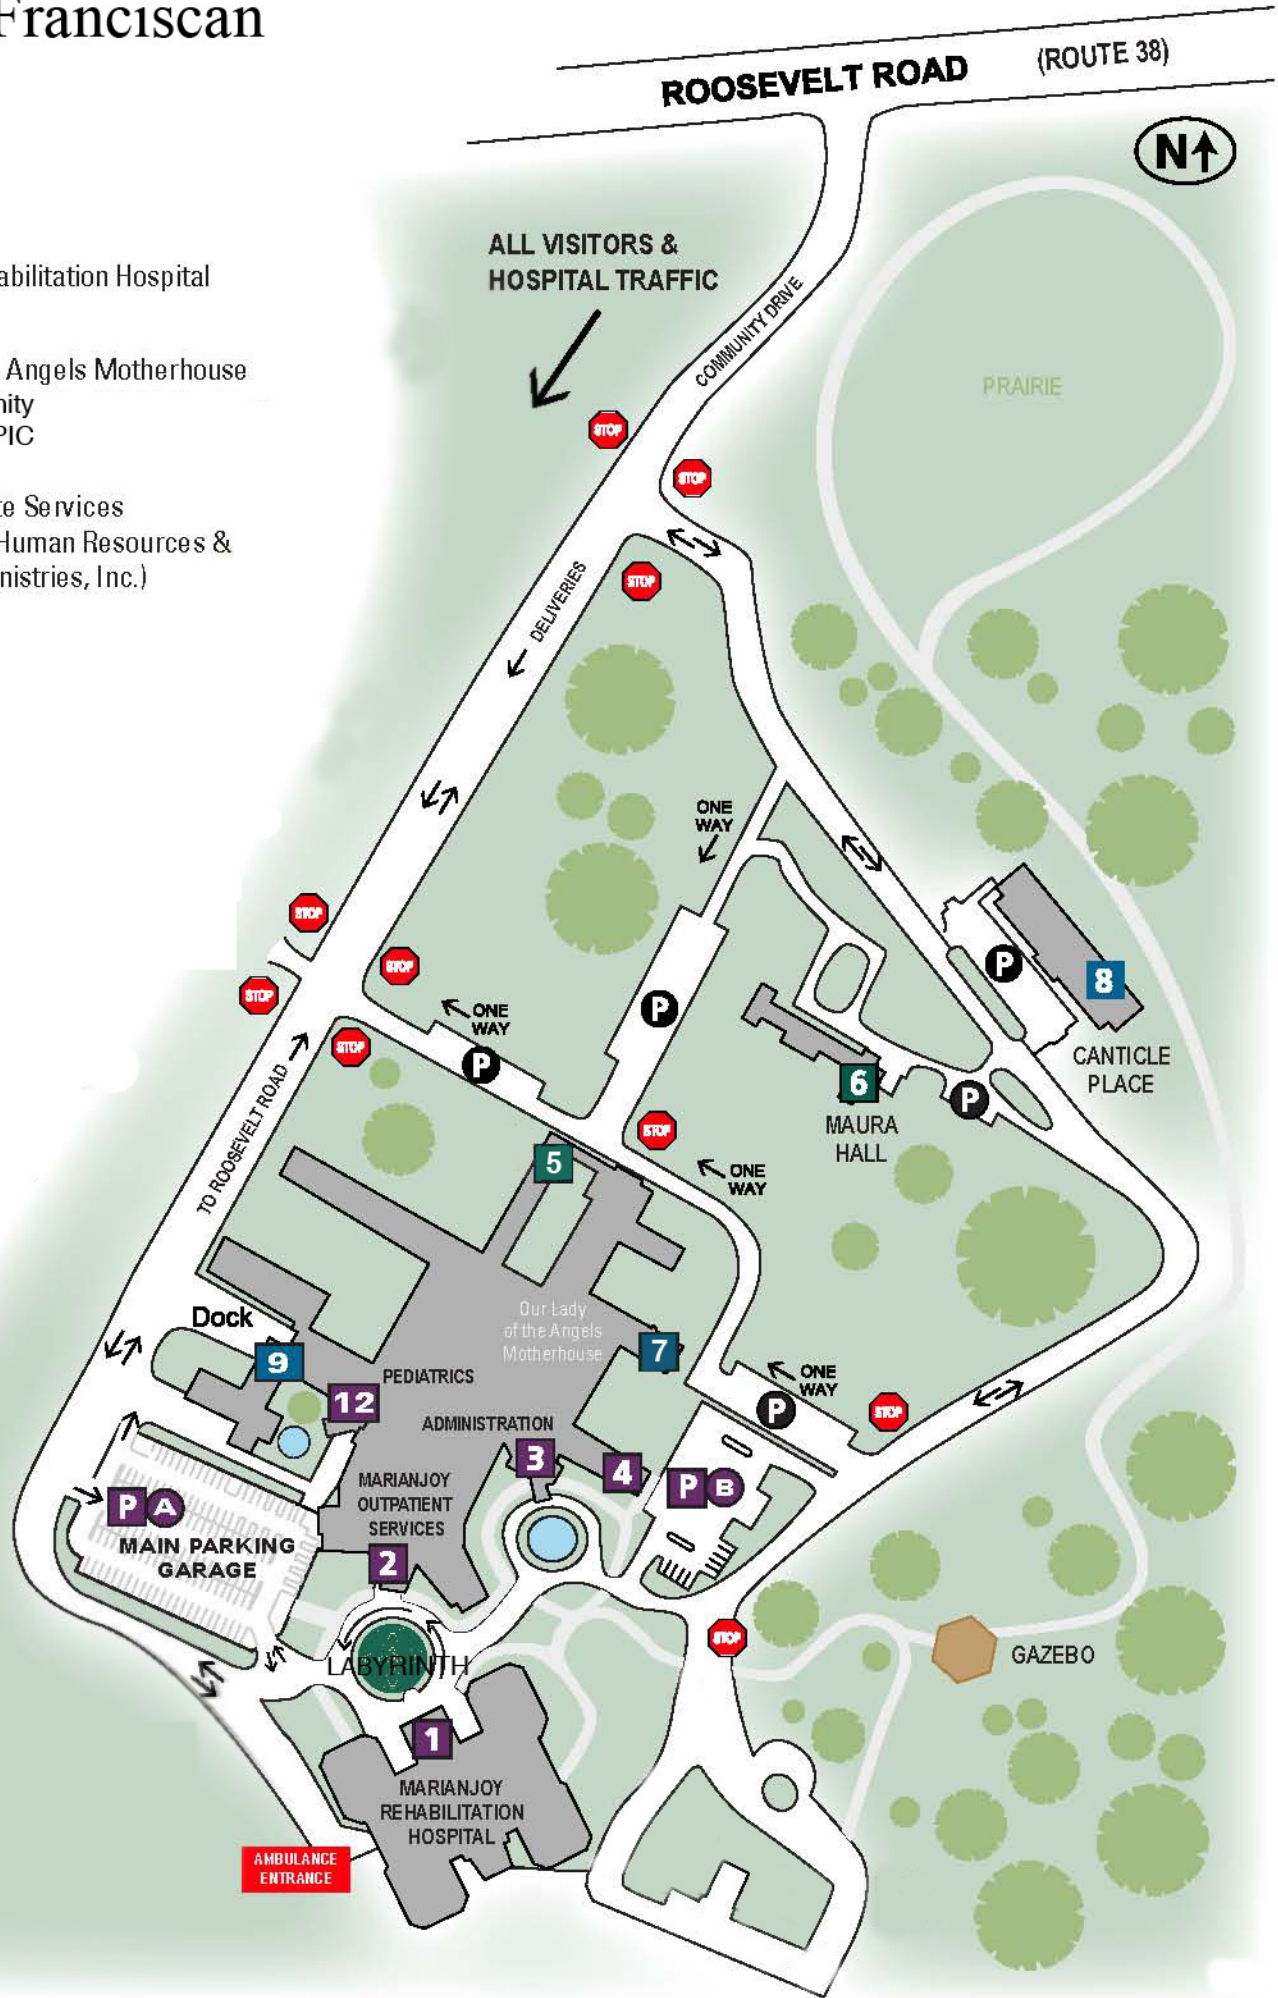 Franciscan
ROOSEVELT ROAD (ROUTE 38)
N
ALL VISITORS &
HOSPITAL TRAFFIC
abilitation Hospital
Angels Motherhouse
nity
PIC
te Services
Human Resources &
nistries, Inc.)
COMMUNITY DRIVE
PRAIRIE
STOP
STOP
STOP
DELIVERIES
ONE
WAY
STOP
STOP
STOP
STOP
P
8
CANTICLE
PLACE
P
ONE
WAY
P
6
MAURA
HALL
P
TO ROOSEVELT ROAD
STOP
5
ONE
WAY
Dock
9
Our Lady
of the Angels
Motherhouse
7
PEDIATRICS
12
ADMINISTRATION
3
4
ONE
WAY
P
STOP
P B
MARIANJOY
OUTPATIENT
SERVICES
2
P A
MAIN PARKING
GARAGE
LABYRINTH
STOP
GAZEBO
1
MARIANJOY
REHABILITATION
HOSPITAL
AMBULANCE
ENTRANCE